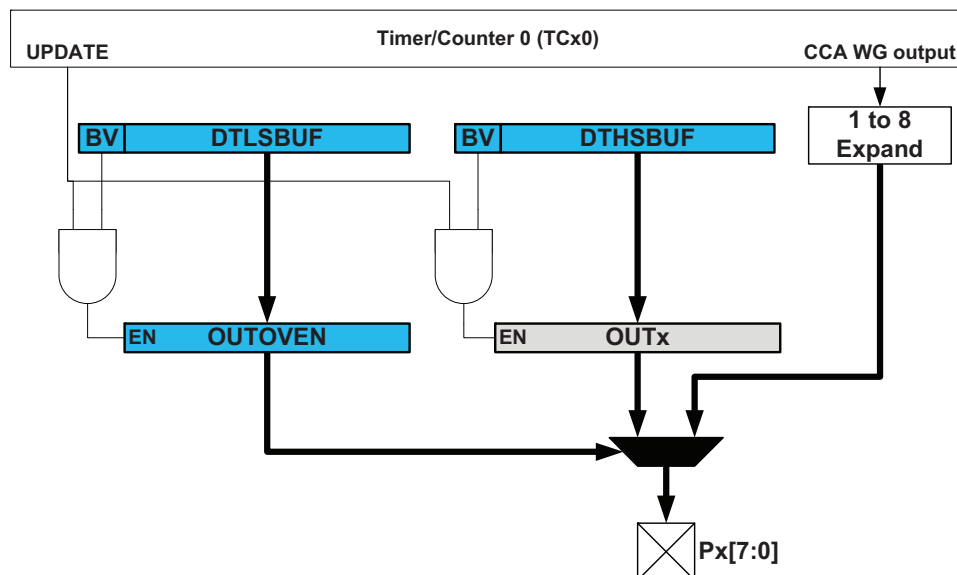 Timer/Counter 0 (TCx0)
UPDATE
CCA WG output
BV
DTLSBUF
BV
DTHSBUF
1 to 8
Expand
EN
OUTOVEN
EN
OUTx
Px[7:0]